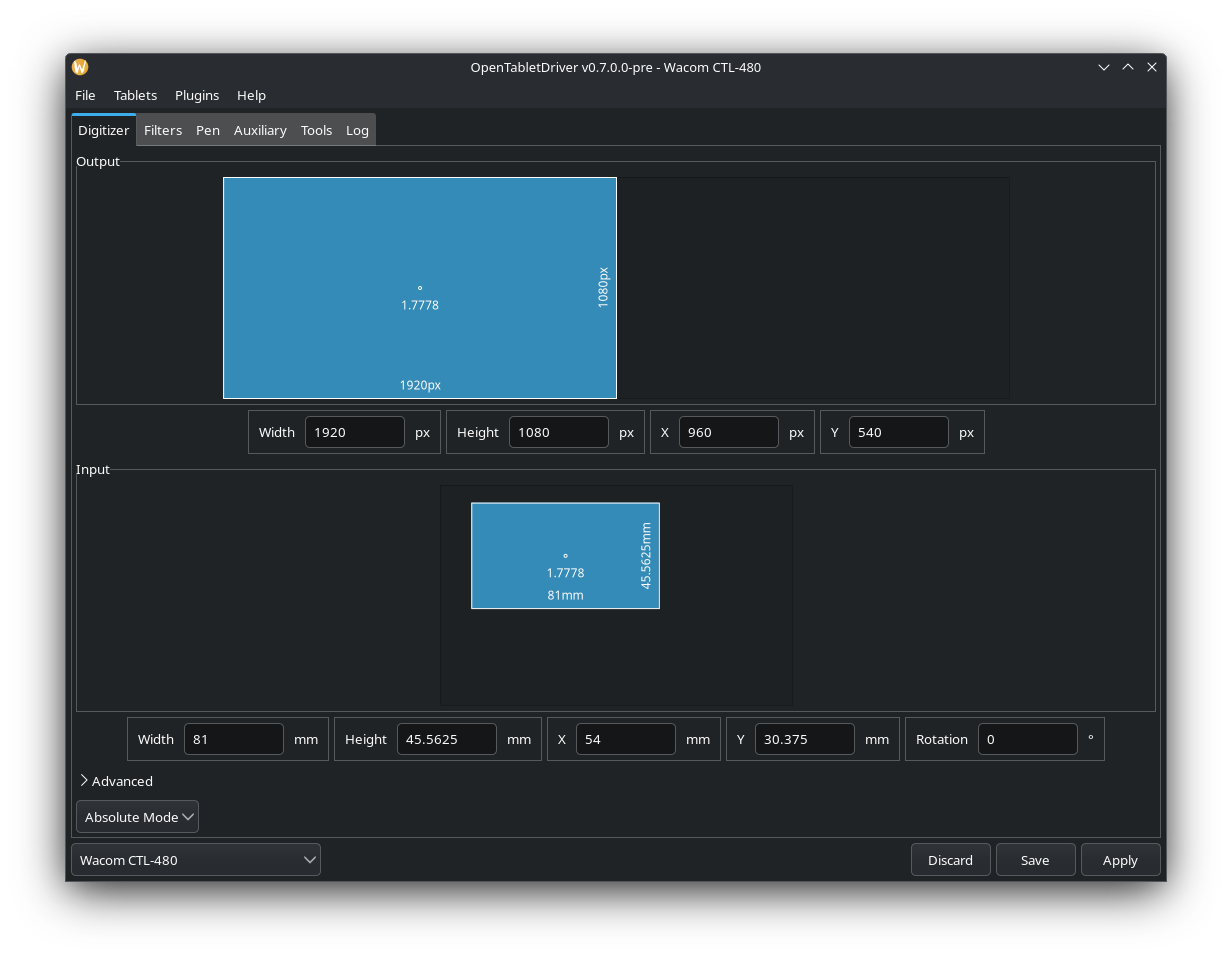 OpenTabletDriver v0.7.0.0-pre - Wacom CTL-480
File Tablets Plugins Help
Digitizer Filters Pen Auxiliary Tools Log
Output
1080px
1.7778
1920px
Width 1920 px Height 1080 px X 960 px Y 540 px
Input
45.5625mm
1.7778
81mm
Width 81 mm Height 45.5625 mm X 54 mm Y 30.375 mm Rotation 0 °
Advanced
Absolute Mode
Wacom CTL-480 Discard Save Apply